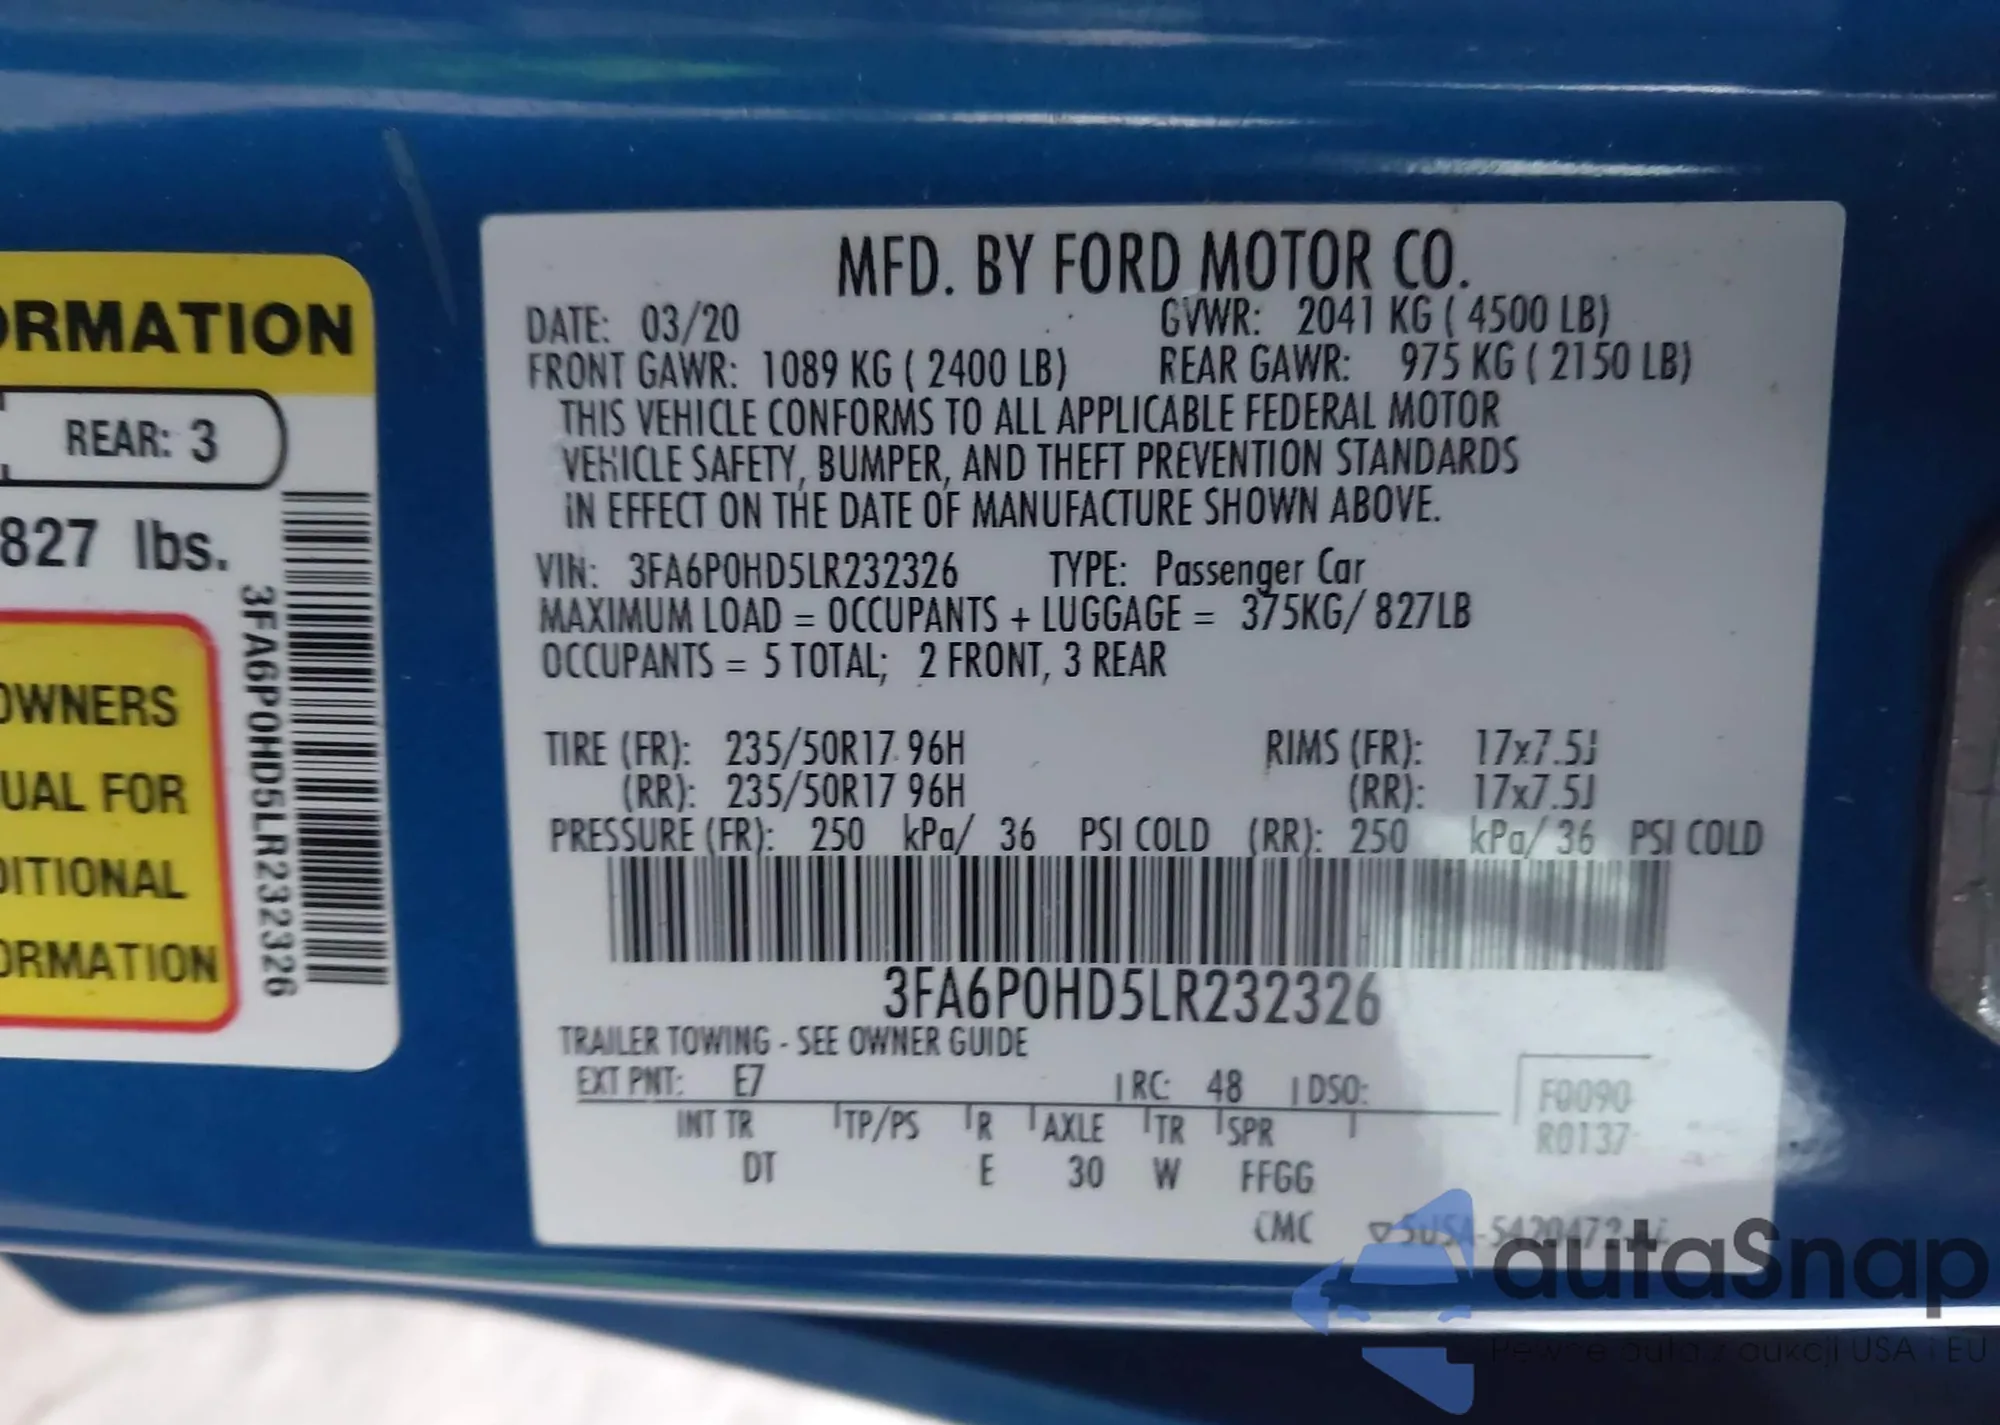 ORMATION
REAR: 3
827 lbs.
3FA6P0HD5LR232326
OWNERS
UAL FOR
DITIONAL
ORMATION
MFD. BY FORD MOTOR CO.
DATE: 03/20 GVWR: 2041 KG ( 4500 LB)
FRONT GAWR: 1089 KG ( 2400 LB) REAR GAWR: 975 KG ( 2150 LB)
THIS VEHICLE CONFORMS TO ALL APPLICABLE FEDERAL MOTOR
VEHICLE SAFETY, BUMPER, AND THEFT PREVENTION STANDARDS
IN EFFECT ON THE DATE OF MANUFACTURE SHOWN ABOVE.
VIN: 3FA6P0HD5LR232326 TYPE: Passenger Car
MAXIMUM LOAD = OCCUPANTS + LUGGAGE = 375KG/ 827LB
OCCUPANTS = 5 TOTAL; 2 FRONT, 3 REAR
TIRE (FR): 235/50R17 96H RIMS (FR): 17x7.5J
(RR): 235/50R17 96H (RR): 17x7.5J
PRESSURE (FR): 250 kPa/ 36 PSI COLD (RR): 250 kPa/ 36 PSI COLD
3FA6P0HD5LR232326
TRAILER TOWING - SEE OWNER GUIDE
EXT PNT: E7 RC: 48 DSO:
F0090
INT TR TP/PS R AXLE TR SPR
R0137
DT E 30 W FFGG
CMC
autaSnap
Pewne auta z aukcji USA i EU